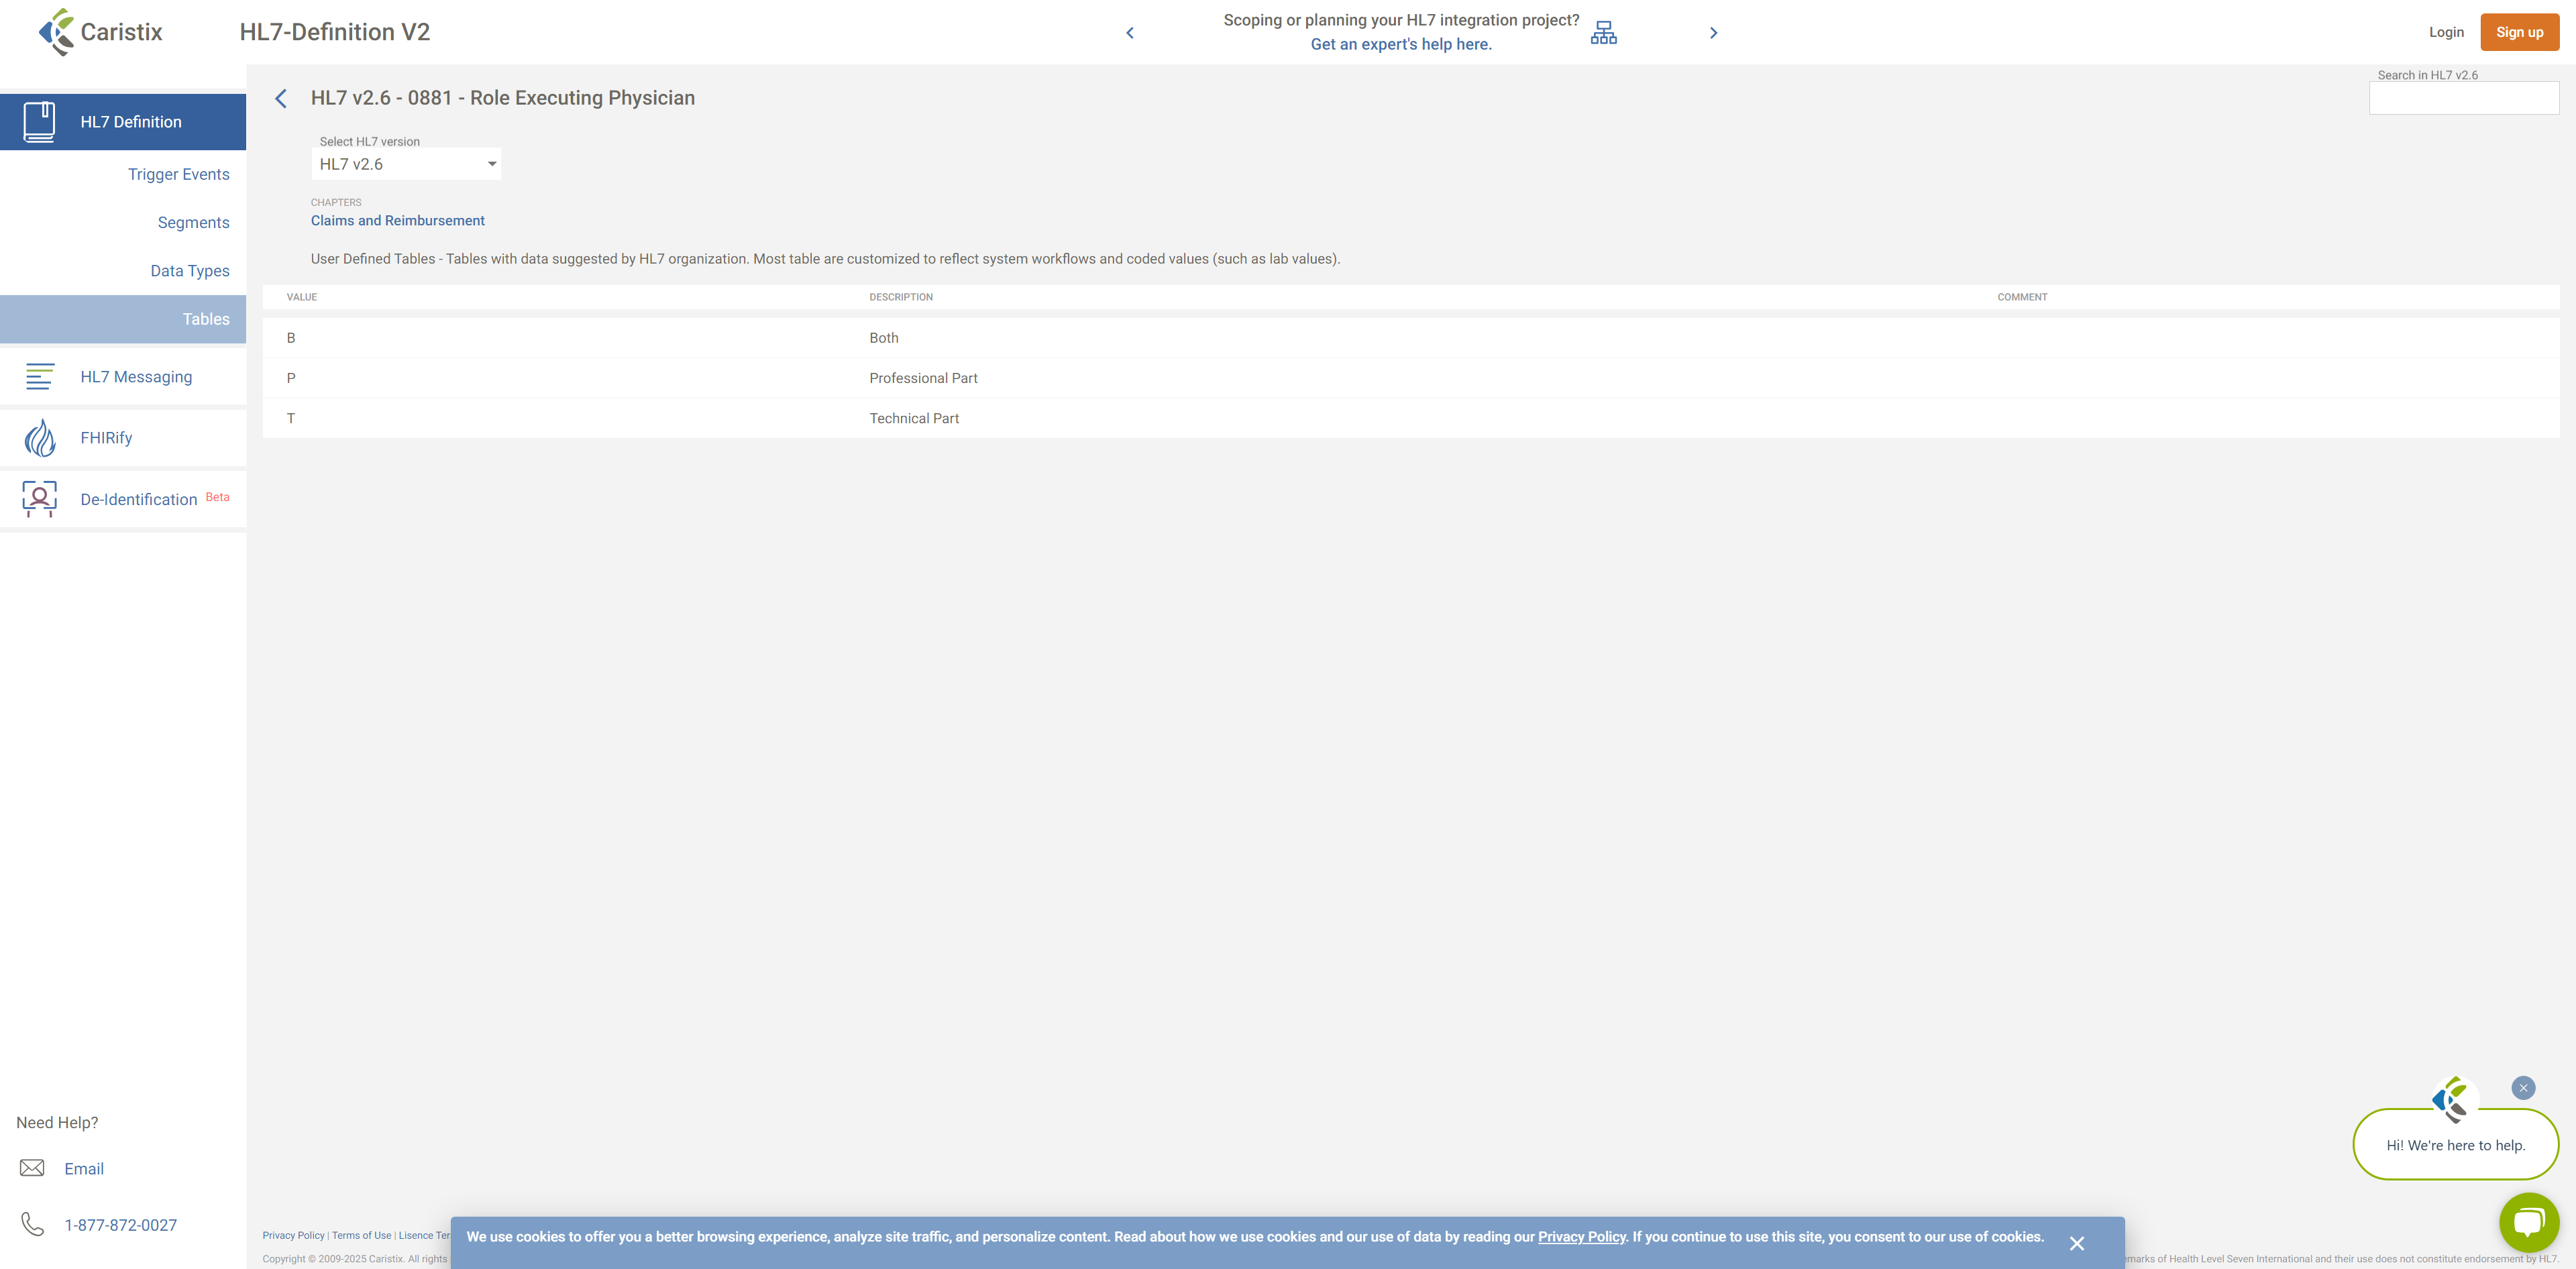 Caristix
HL7-Definition V2
Scoping or planning your HL7 integration project?
Get an expert's help here.
Login
Sign up
HL7 Definition
Trigger Events
Segments
Data Types
Tables
HL7 Messaging
FHIRify
De-Identification Beta
HL7 v2.6 - 0881 - Role Executing Physician
Search in HL7 v2.6
Select HL7 version
HL7 v2.6
CHAPTERS
Claims and Reimbursement
User Defined Tables - Tables with data suggested by HL7 organization. Most table are customized to reflect system workflows and coded values (such as lab values).
VALUE DESCRIPTION COMMENT
B Both
P Professional Part
T Technical Part
Need Help?
Email
1-877-872-0027
Hi! We're here to help.
Privacy Policy | Terms of Use | Lisence Ter
We use cookies to offer you a better browsing experience, analyze site traffic, and personalize content. Read about how we use cookies and our use of data by reading our Privacy Policy. If you continue to use this site, you consent to our use of cookies.
Copyright © 2009-2025 Caristix. All rights
emarks of Health Level Seven International and their use does not constitute endorsement by HL7.